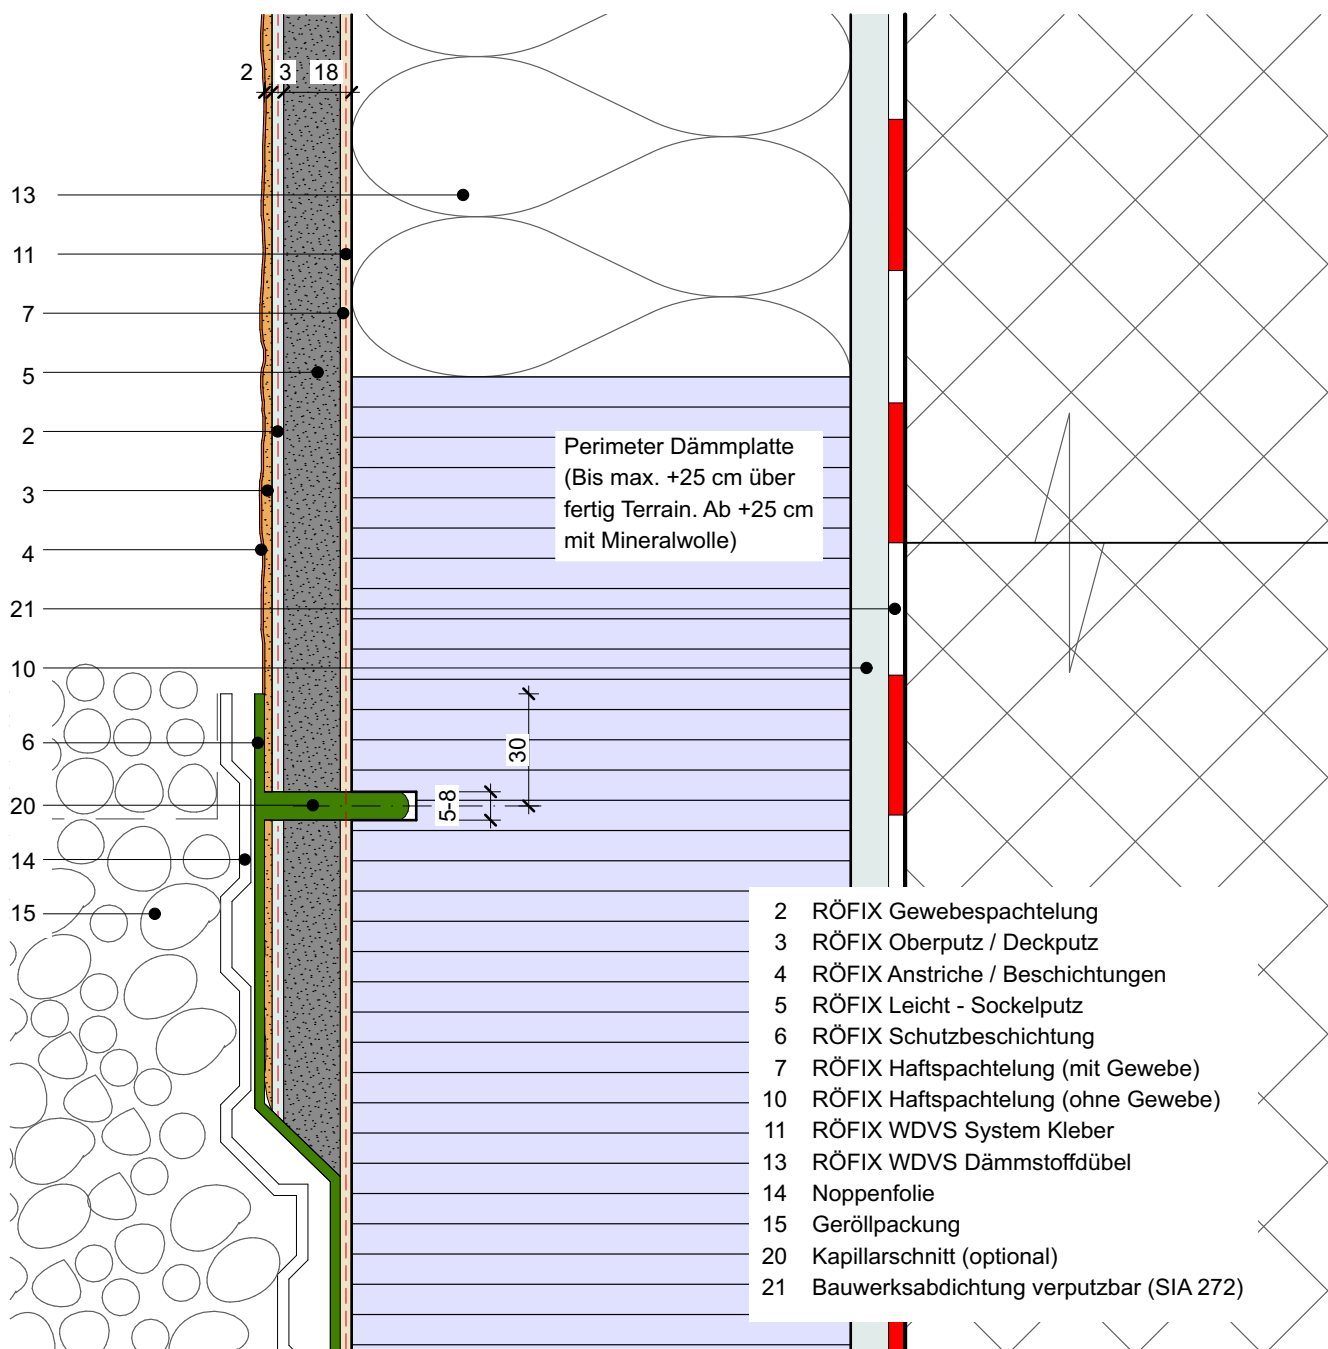 2 3 18
13
11
7
5
2
3
4
21
10
6
20
14
15
Perimeter Dämmplatte
(Bis max. +25 cm über
fertig Terrain. Ab +25 cm
mit Mineralwolle)
30
5-8
2 RÖFIX Gewebespachtelung
3 RÖFIX Oberputz / Deckputz
4 RÖFIX Anstriche / Beschichtungen
5 RÖFIX Leicht - Sockelputz
6 RÖFIX Schutzbeschichtung
7 RÖFIX Haftspachtelung (mit Gewebe)
10 RÖFIX Haftspachtelung (ohne Gewebe)
11 RÖFIX WDVS System Kleber
13 RÖFIX WDVS Dämmstoffdübel
14 Noppenfolie
15 Geröllpackung
20 Kapillarschnitt (optional)
21 Bauwerksabdichtung verputzbar (SIA 272)